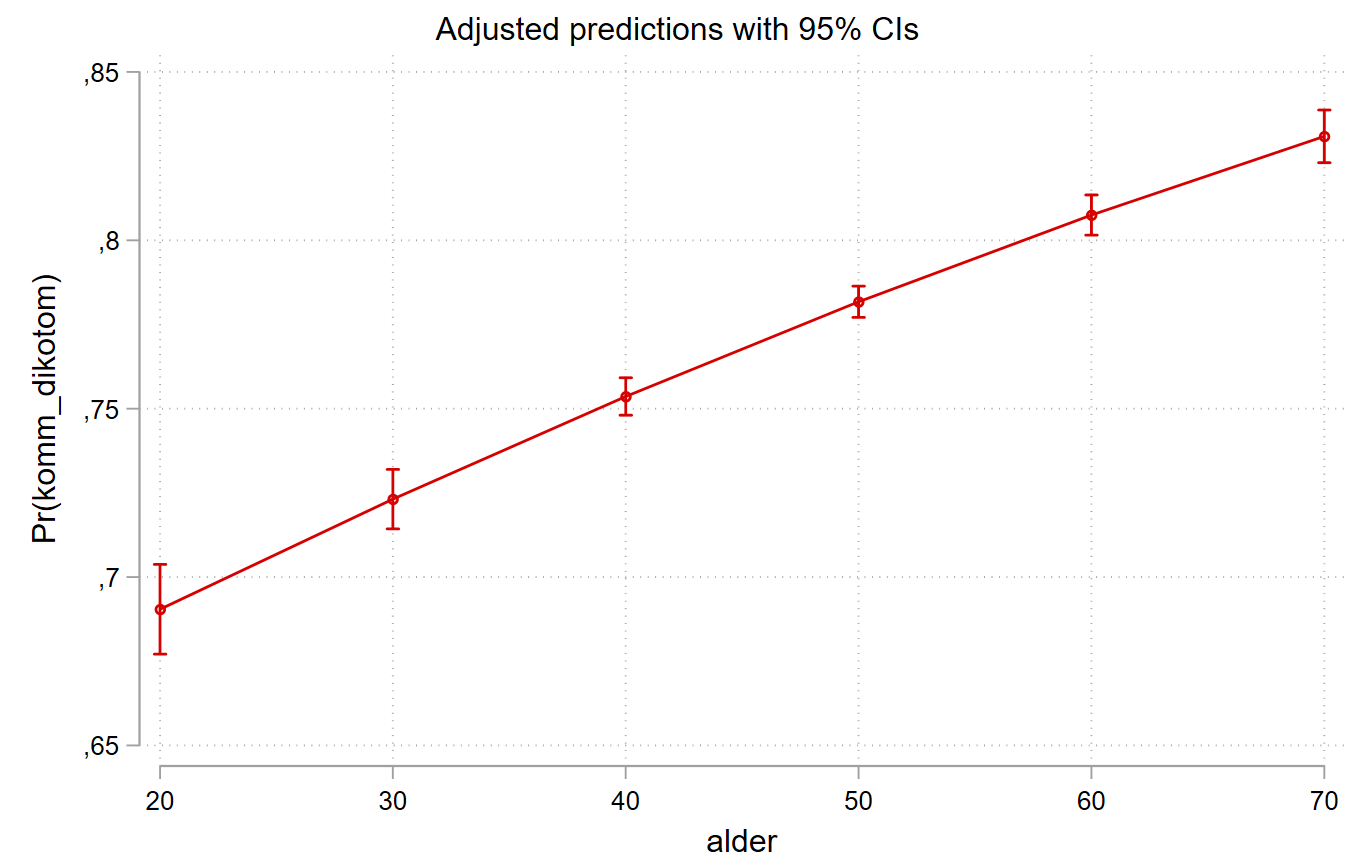 Adjusted predictions with 95% CIs
,85
,8
,75
,7
,65
Pr(komm_dikotom)
20 30 40 50 60 70
alder